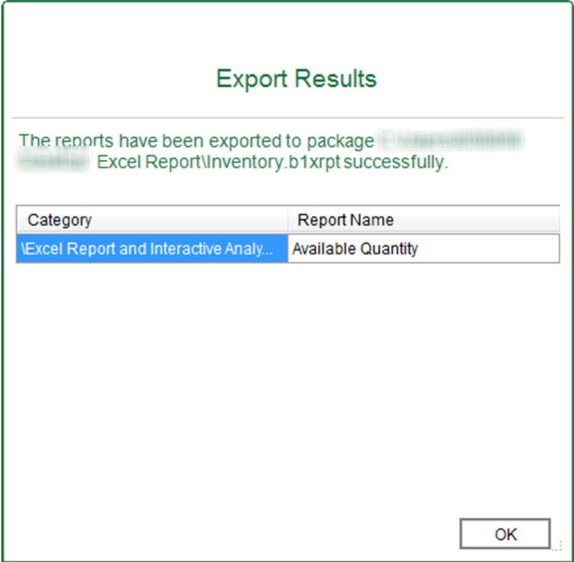 Export Results
The reports have been exported to package
Excel Report\Inventory.b1xrpt successfully.
Category Report Name
\Excel Report and Interactive Analy... Available Quantity
OK